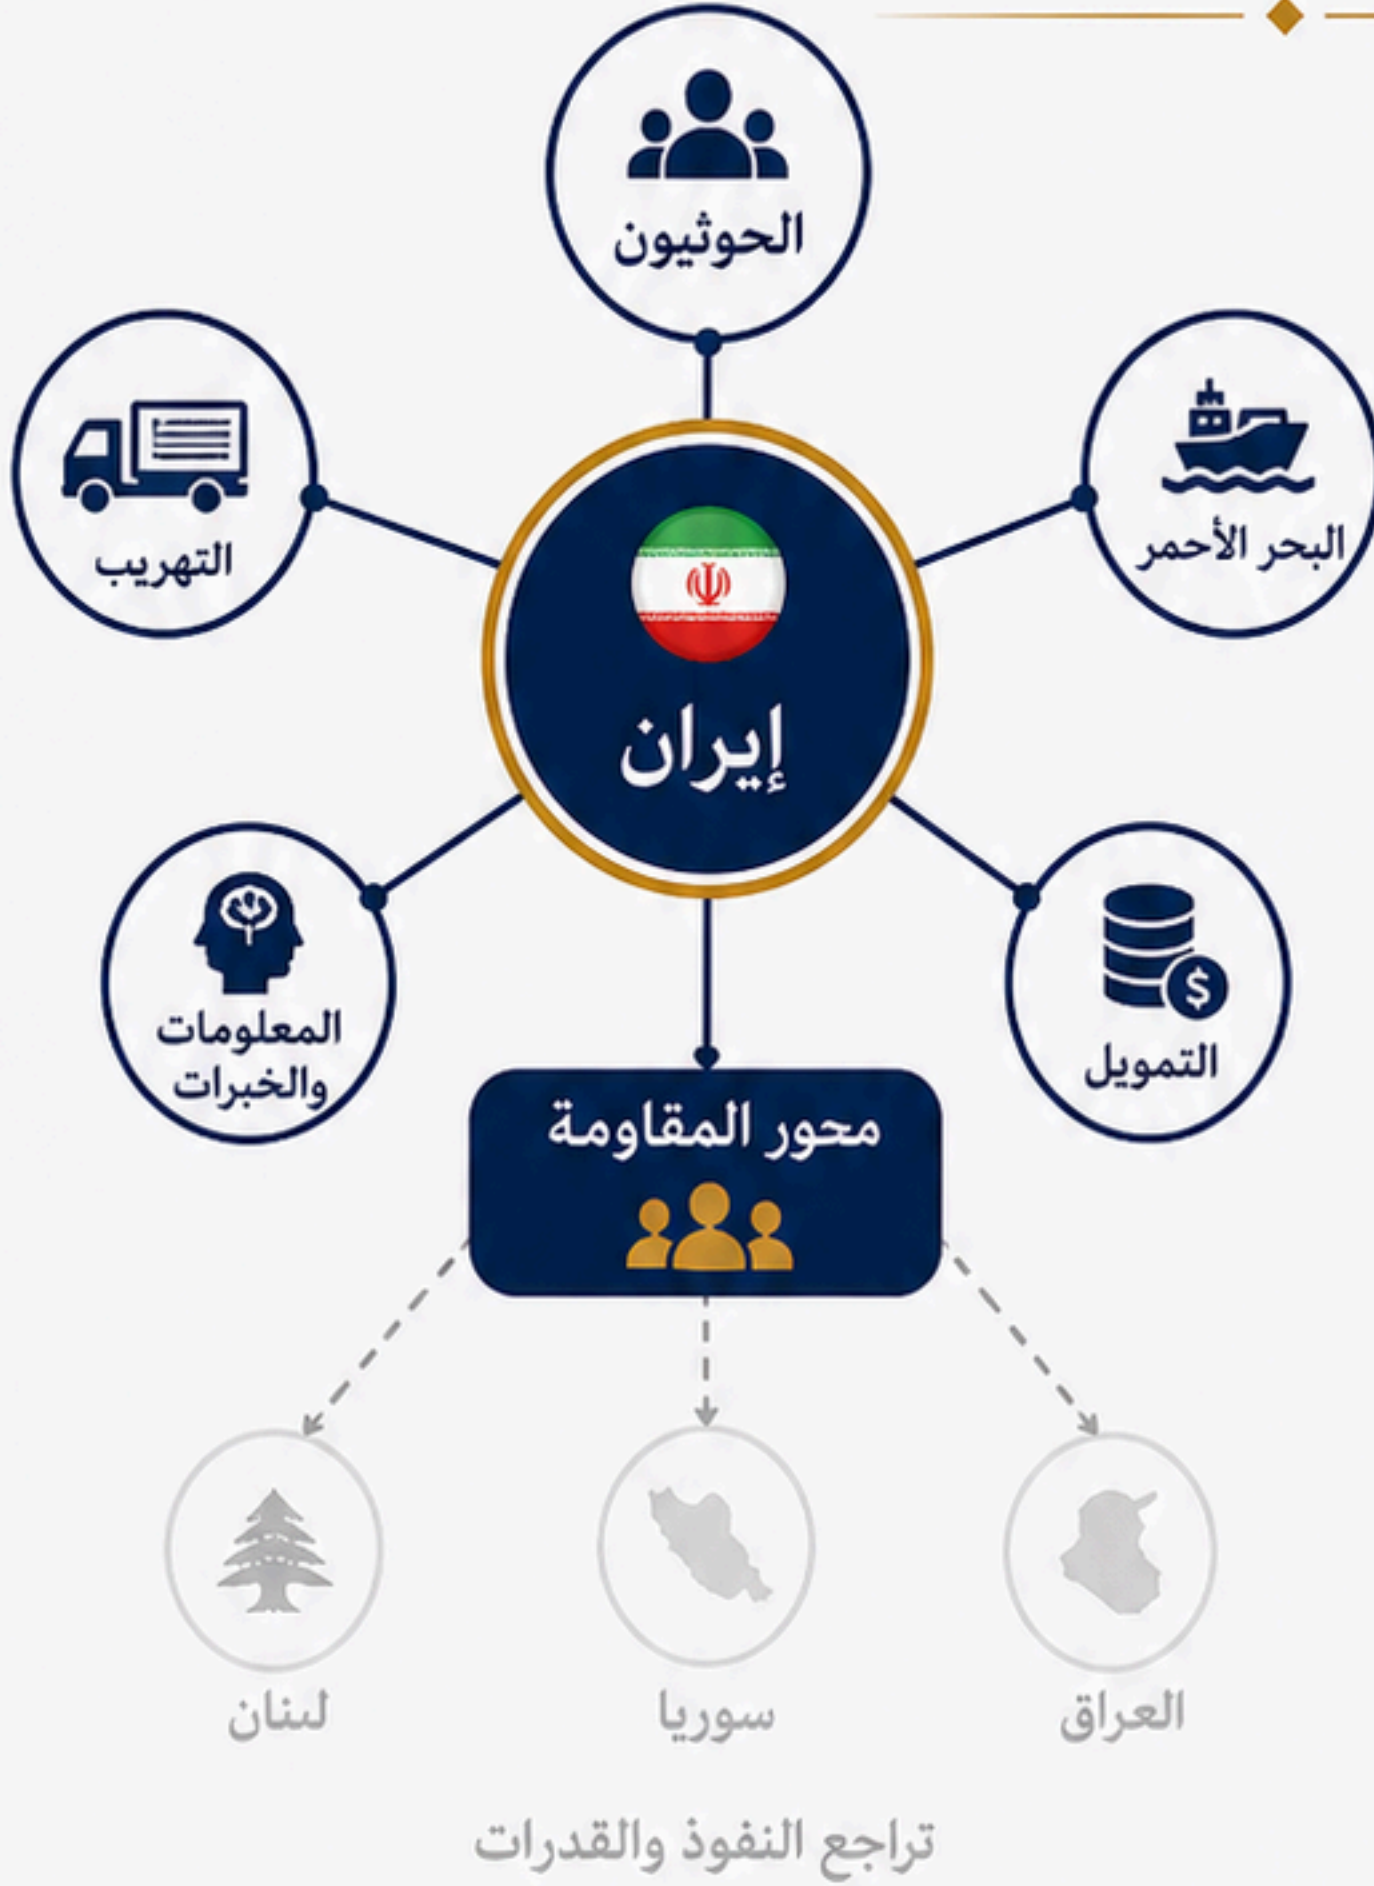 الحوثيون
البحر الأحمر
التهريب
إيران
المعلومات
والخبرات
$
التمويل
محور المقاومة
العراق
سوريا
لبنان
تراجع النفوذ والقدرات